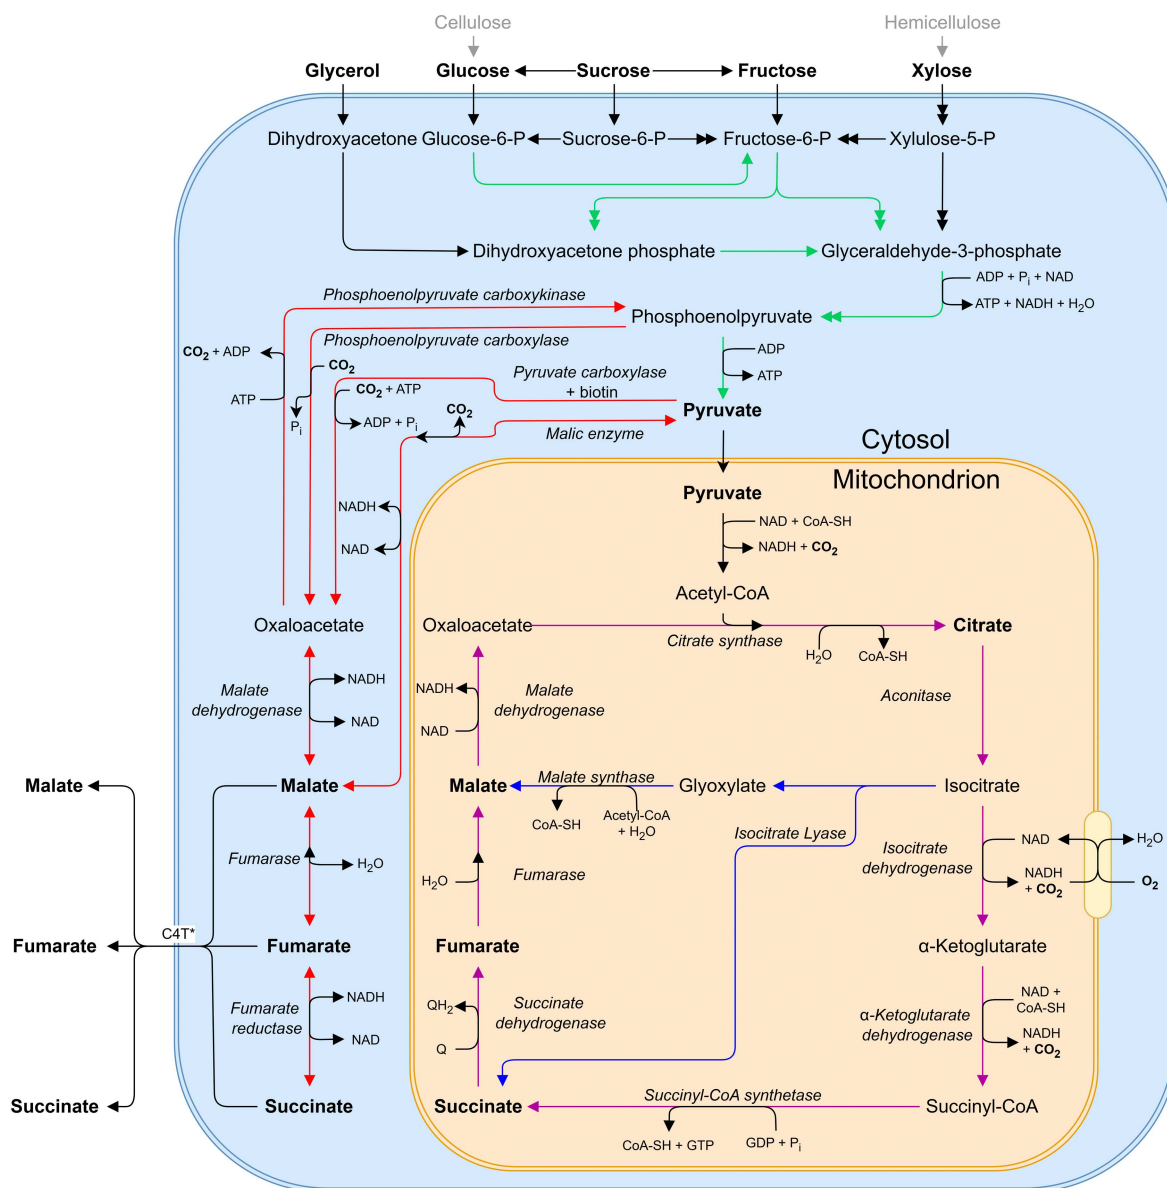 Cellulose
Hemicellulose
Glycerol
Glucose
Sucrose
Fructose
Xylose
Dihydroxyacetone
Glucose-6-P
Sucrose-6-P
Fructose-6-P
Xylulose-5-P
Dihydroxyacetone phosphate
Glyceraldehyde-3-phosphate
ADP + Pi + NAD
ATP + NADH + H2O
Phosphoenolpyruvate carboxykinase
Phosphoenolpyruvate
Phosphoenolpyruvate carboxylase
CO2 + ADP
ATP
CO2
Pi
ADP
ATP
Pyruvate carboxylase
+ biotin
CO2 + ATP
ADP + Pi
CO2
Pyruvate
Malic enzyme
Cytosol
Mitochondrion
Pyruvate
NADH
NAD
NAD + CoA-SH
NADH + CO2
Acetyl-CoA
Oxaloacetate
Oxaloacetate
Citrate synthase
H2O
CoA-SH
Citrate
Malate
dehydrogenase
NADH
NAD
NADH
NAD
Malate
dehydrogenase
Aconitase
Malate
Malate
Malate
Malate synthase
CoA-SH
Acetyl-CoA
+ H2O
Glyoxylate
Isocitrate
Isocitrate Lyase
Fumarase
H2O
H2O
Fumarase
Isocitrate
dehydrogenase
NAD
NADH
+ CO2
H2O
O2
Fumarate
C4T*
Fumarate
Fumarate
α-Ketoglutarate
Fumarate
reductase
NADH
NAD
QH2
Q
Succinate
dehydrogenase
α-Ketoglutarate
dehydrogenase
NAD +
CoA-SH
NADH
+ CO2
Succinate
Succinate
Succinate
Succinyl-CoA synthetase
CoA-SH + GTP
GDP + Pi
Succinyl-CoA